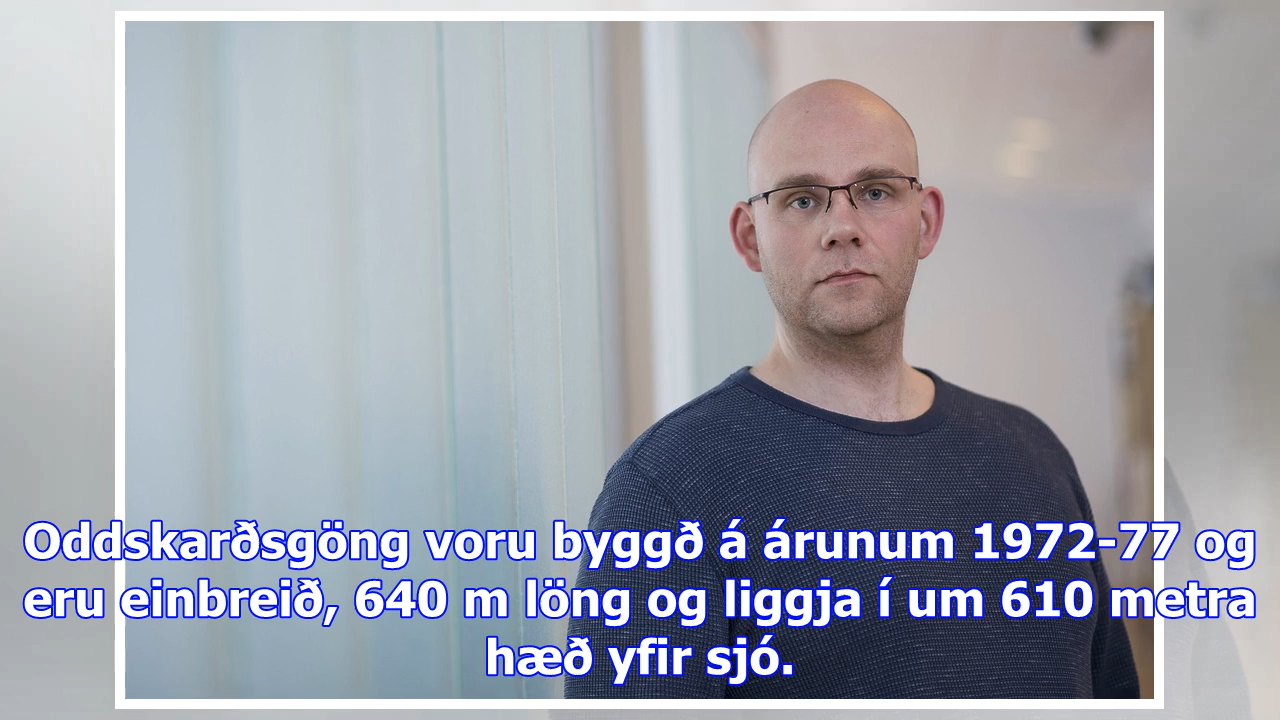 Oddskarðsgöng voru byggð á árunum 1972-77 og
eru einbreið, 640 m löng og liggja í um 610 metra
hæð yfir sjó.